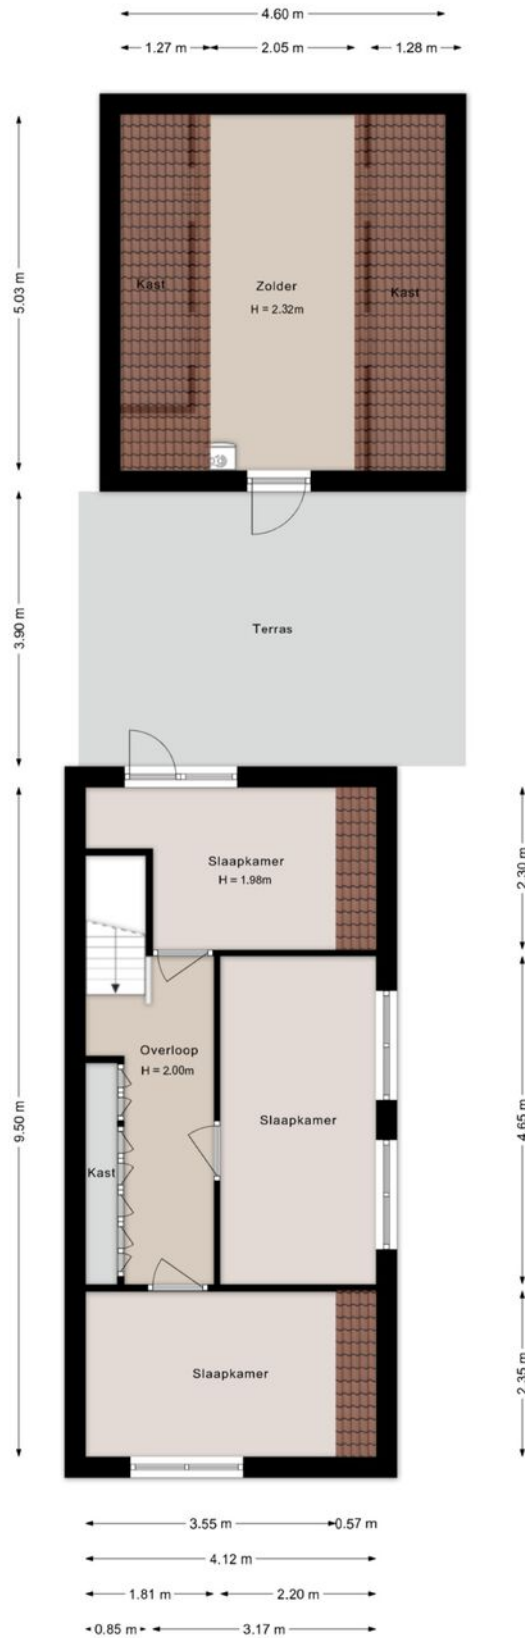 4.60 m
1.27 m 2.05 m 1.28 m
5.03 m
Kast
Zolder
H = 2.32m
Kast
3.90 m
Terras
9.50 m
2.30 m
Slaapkamer
H = 1.98m
Overloop
H = 2.00m
4.65 m
Slaapkamer
Kast
2.35 m
Slaapkamer
3.55 m 0.57 m
4.12 m
1.81 m 2.20 m
0.85 m 3.17 m